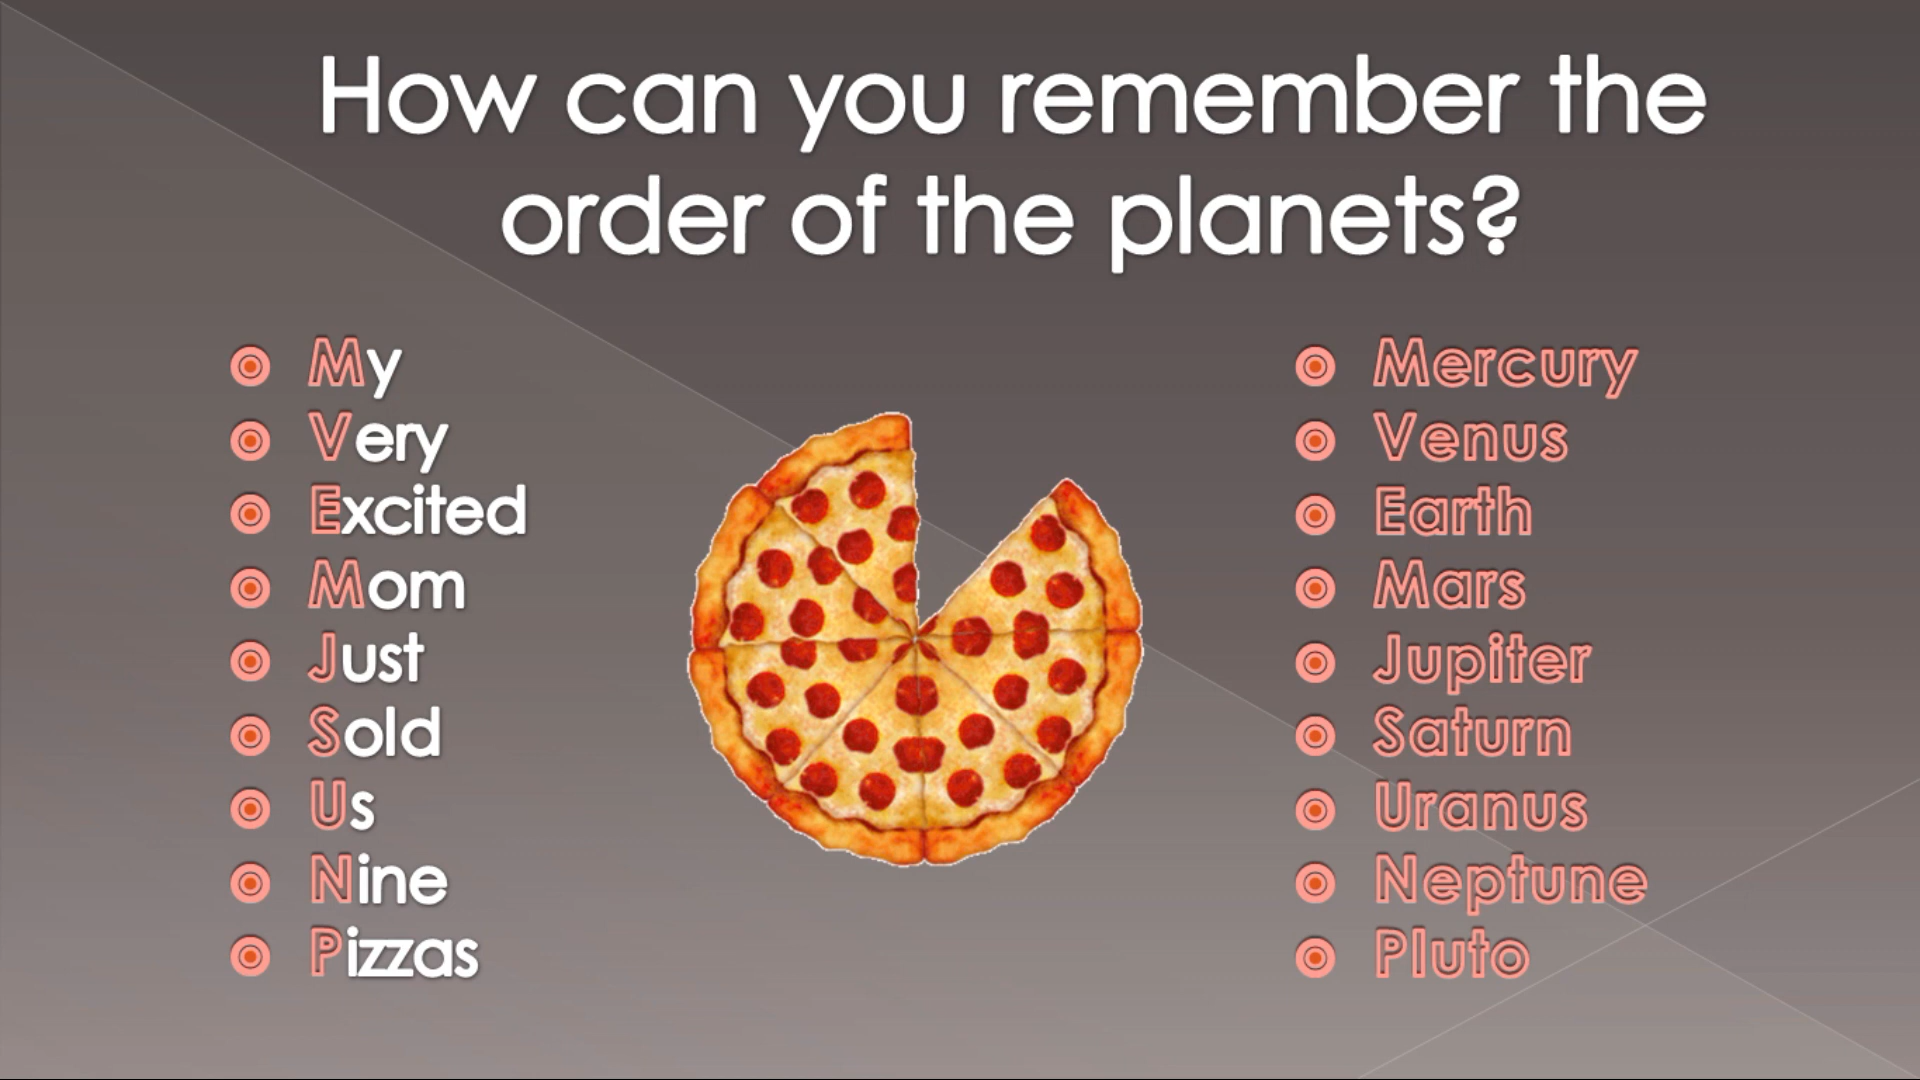 How can you remember the
order of the planets?
My
Very
Excited
Mom
Just
Sold
Us
Nine
Pizzas
Mercury
Venus
Earth
Mars
Jupiter
Saturn
Uranus
Neptune
Pluto